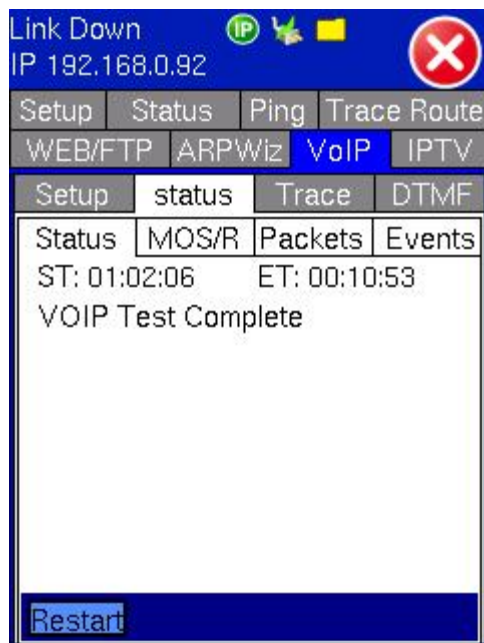 Link Down IP
IP 192.168.0.92
Setup Status Ping Trace Route
WEB/FTP ARPWiz VoIP IPTV
Setup status Trace DTMF
Status MOS/R Packets Events
ST: 01:02:06 ET: 00:10:53
VOIP Test Complete
Restart